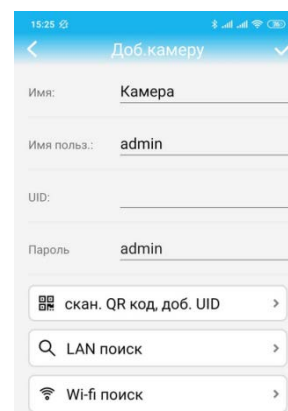 15:25
Доб.камеру
Имя: Камера
Имя польз.: admin
UID:
Пароль admin
скан. QR код, доб. UID
LAN поиск
Wi-fi поиск